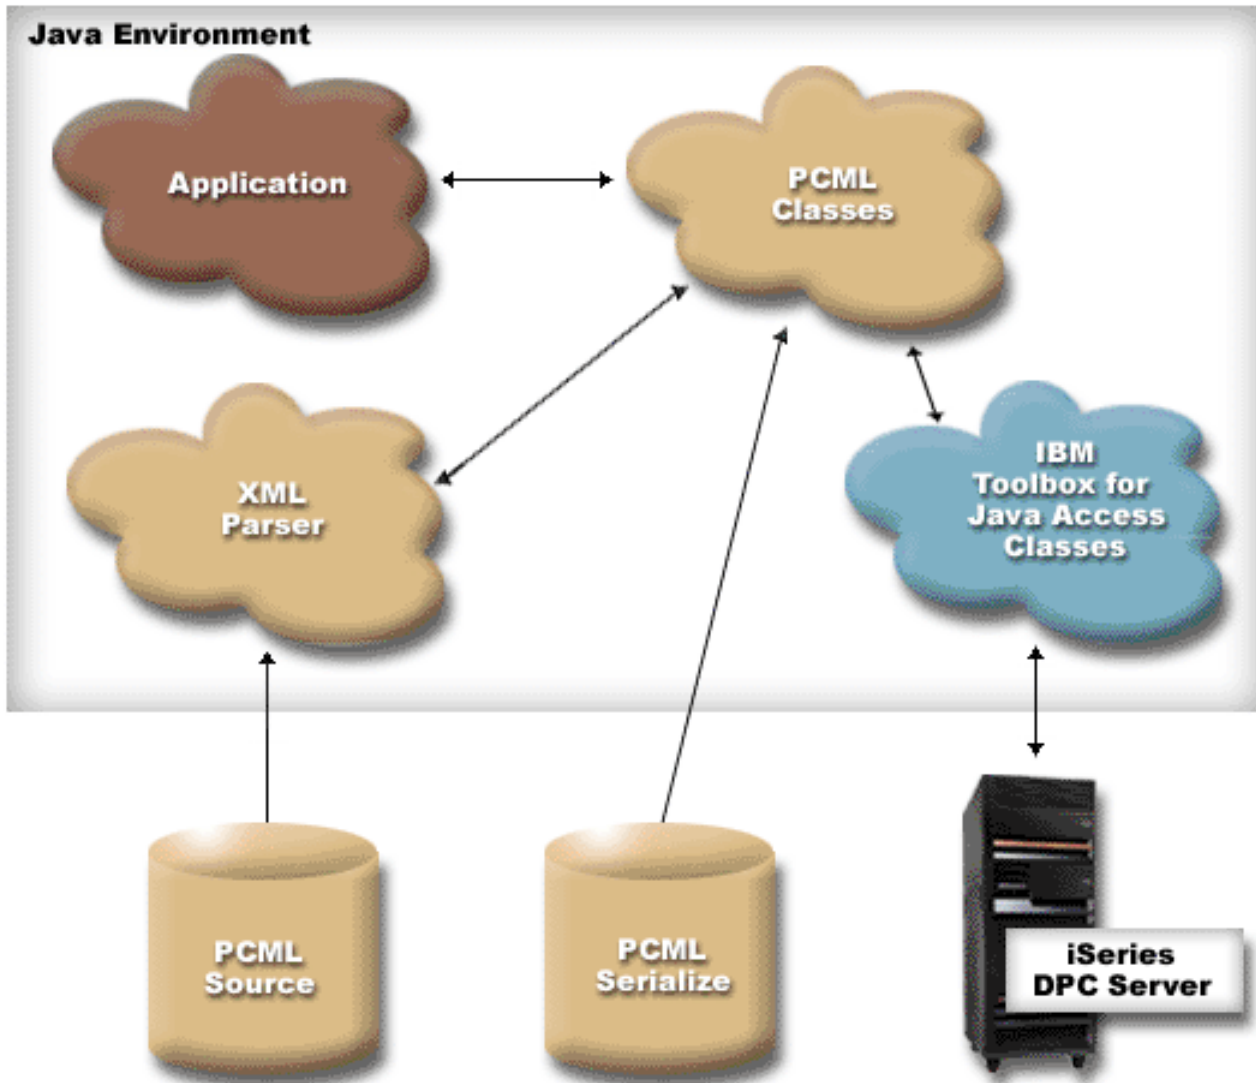 Java Environment
Application
PCML
Classes
XML
Parser
IBM
Toolbox for
Java Access
Classes
PCML
Source
PCML
Serialize
iSeries
DPC Server